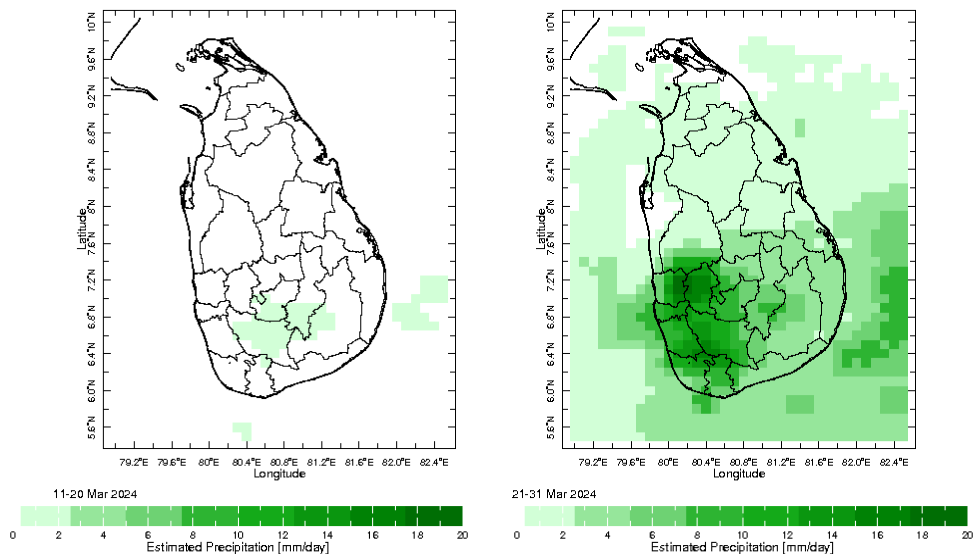 10°N
9.6°N
9.2°N
8.8°N
8.4°N
8°N
7.6°N
7.2°N
6.8°N
6.4°N
6.0°N
5.6°N
Latitude
79.2°E 79.6°E 80°E 80.4°E 80.8°E 81.2°E 81.6°E 82°E 82.4°E
Longitude
11-20 Mar 2024
0 2 4 6 8 10 12 14 16 18 20
Estimated Precipitation [mm/day]
10°N
9.6°N
9.2°N
8.8°N
8.4°N
8°N
7.6°N
7.2°N
6.8°N
6.4°N
6.0°N
5.6°N
Latitude
79.2°E 79.6°E 80°E 80.4°E 80.8°E 81.2°E 81.6°E 82°E 82.4°E
Longitude
21-31 Mar 2024
0 2 4 6 8 10 12 14 16 18 20
Estimated Precipitation [mm/day]